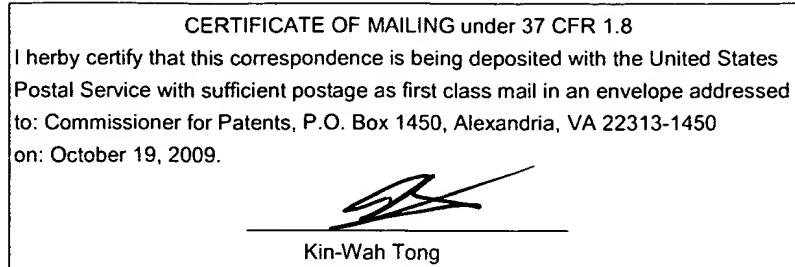 CERTIFICATE OF MAILING under 37 CFR 1.8
I herby certify that this correspondence is being deposited with the United States
Postal Service with sufficient postage as first class mail in an envelope addressed
to: Commissioner for Patents, P.O. Box 1450, Alexandria, VA 22313-1450
on: October 19, 2009.
Kin-Wah Tong